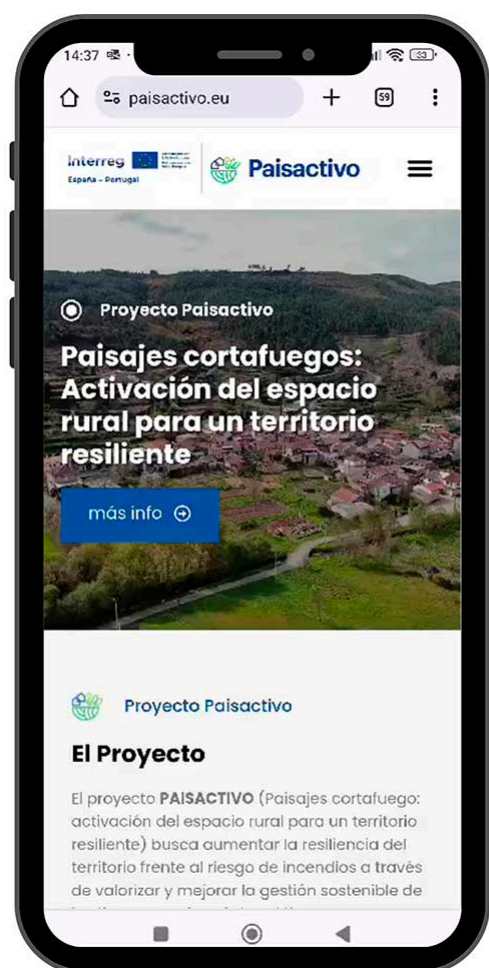 14:37
33
paisactivo.eu
59
Interreg
España – Portugal
Paisactivo
Proyecto Paisactivo
Paisajes cortafuegos:
Activación del espacio
rural para un territorio
resiliente
más info
Proyecto Paisactivo
El Proyecto
El proyecto PAISACTIVO (Paisajes cortafuego:
activación del espacio rural para un territorio
resiliente) busca aumentar la resiliencia del
territorio frente al riesgo de incendios a través
de valorizar y mejorar la gestión sostenible de